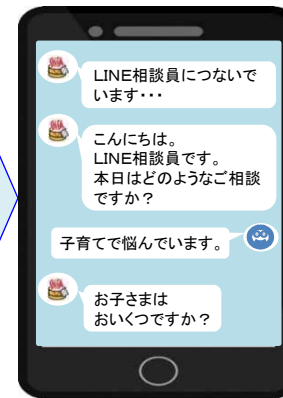 LINE相談員につないで
います・・・
こんにちは。
LINE相談員です。
本日はどのようなご相談
ですか？
子育てで悩んでいます。
お子さまは
おいくつですか？